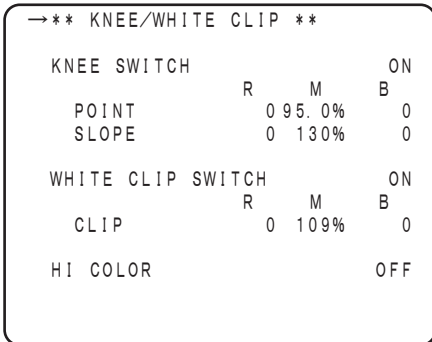 →** KNEE/WHITE CLIP **
KNEE SWITCH ON
R M B
POINT 0 95.0% 0
SLOPE 0 130% 0
WHITE CLIP SWITCH ON
R M B
CLIP 0 109% 0
HI COLOR OFF